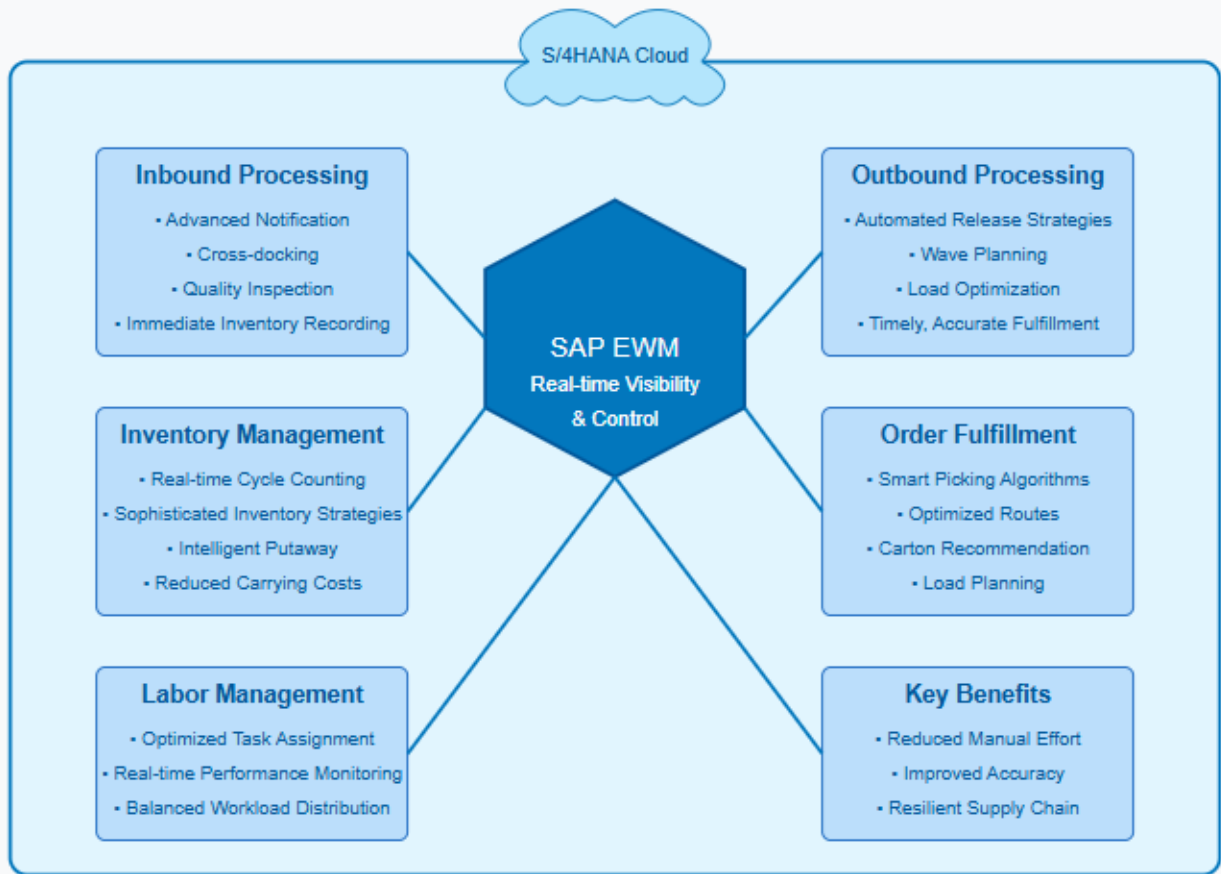 S/4HANA Cloud
Inbound Processing
▪ Advanced Notification
▪ Cross-docking
▪ Quality Inspection
▪ Immediate Inventory Recording
Outbound Processing
▪ Automated Release Strategies
▪ Wave Planning
▪ Load Optimization
▪ Timely, Accurate Fulfillment
SAP EWM
Real-time Visibility
& Control
Inventory Management
▪ Real-time Cycle Counting
▪ Sophisticated Inventory Strategies
▪ Intelligent Putaway
▪ Reduced Carrying Costs
Order Fulfillment
▪ Smart Picking Algorithms
▪ Optimized Routes
▪ Carton Recommendation
▪ Load Planning
Labor Management
▪ Optimized Task Assignment
▪ Real-time Performance Monitoring
▪ Balanced Workload Distribution
Key Benefits
▪ Reduced Manual Effort
▪ Improved Accuracy
▪ Resilient Supply Chain